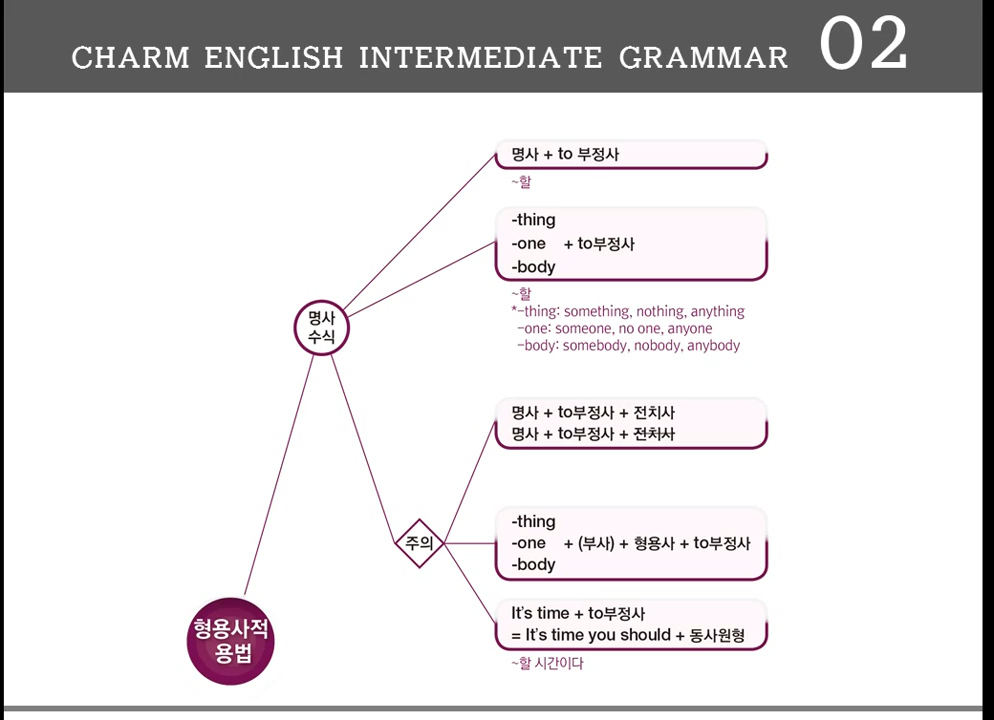 CHARM ENGLISH INTERMEDIATE GRAMMAR 02
명사 + to 부정사
~할
-thing
-one + to부정사
-body
~할
*-thing: something, nothing, anything
-one: someone, no one, anyone
-body: somebody, nobody, anybody
명사
수식
명사 + to부정사 + 전치사
명사 + to부정사 + 전치사
주의
-thing
-one + (부사) + 형용사 + to부정사
-body
It's time + to부정사
= It's time you should + 동사원형
~할 시간이다
형용사적
용법